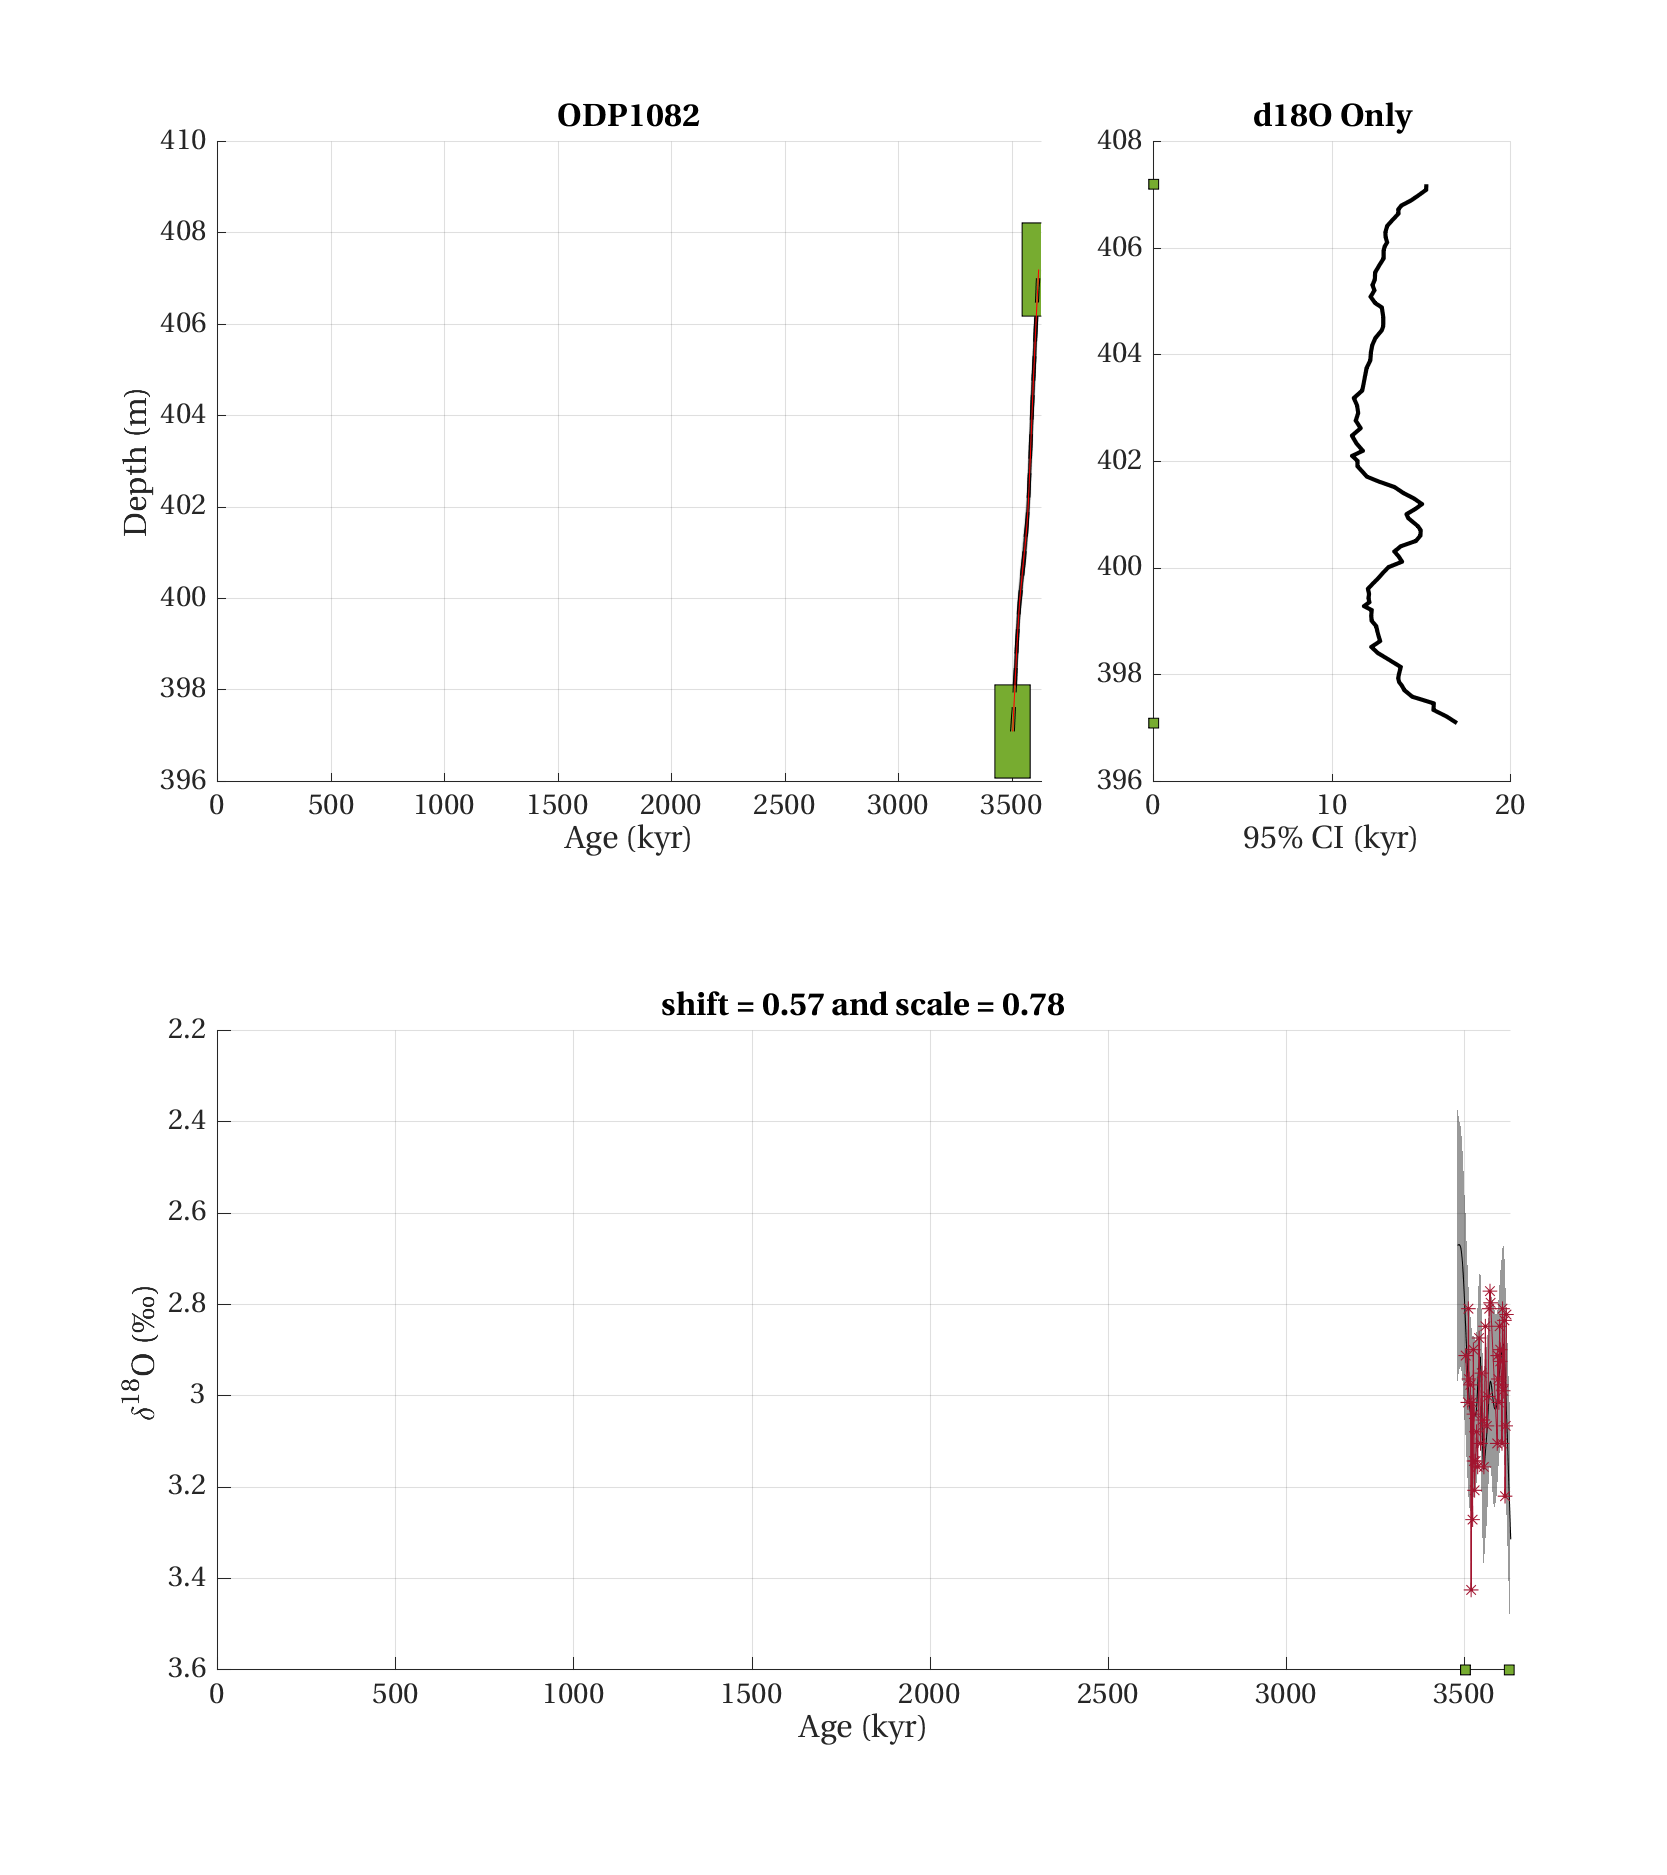 ODP1082
410
408
406
404
402
400
398
396
0 500 1000 1500 2000 2500 3000 3500
Age (kyr)
Depth (m)
d18O Only
408
406
404
402
400
398
396
0 10 20
95% CI (kyr)
shift = 0.57 and scale = 0.78
2.2
2.4
2.6
2.8
3
3.2
3.4
3.6
0 500 1000 1500 2000 2500 3000 3500
Age (kyr)
δ18O (‰)